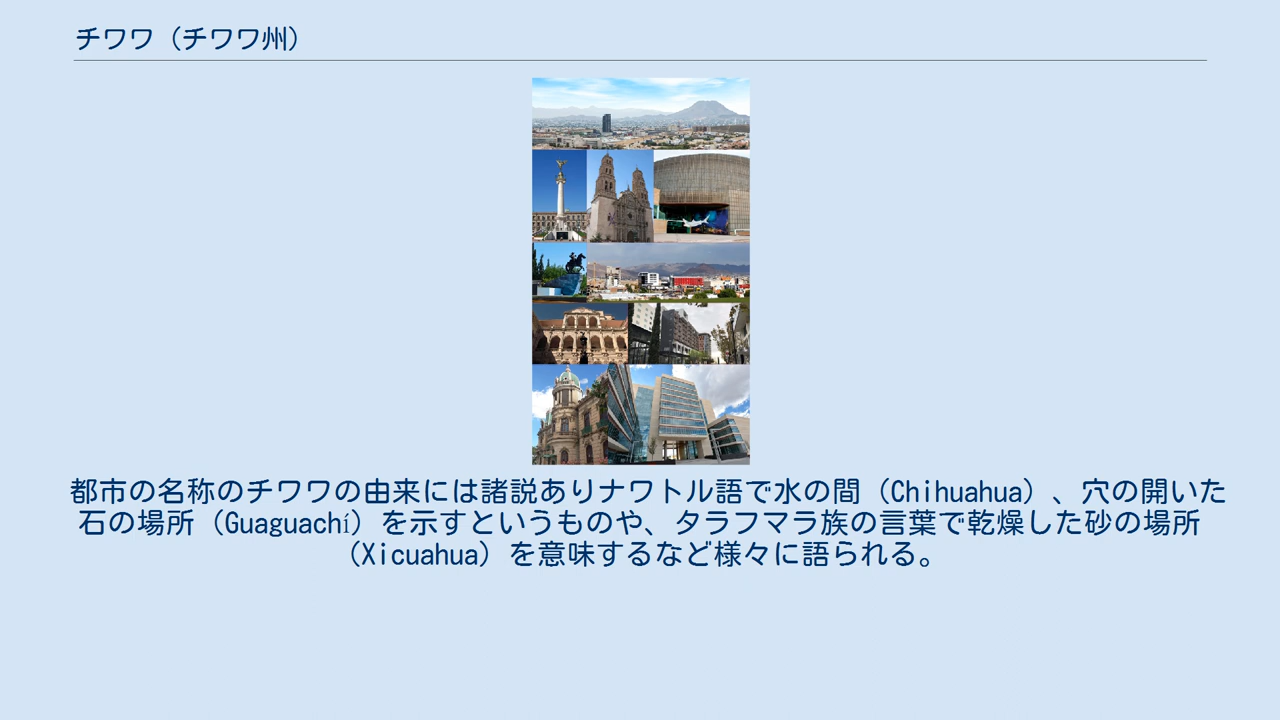 チワワ（チワワ州）
都市の名称のチワワの由来には諸説ありナワトル語で水の間（Chihuahua）、穴の開いた
石の場所（Guaguachí）を示すというものや、タラフマラ族の言葉で乾燥した砂の場所
（Xicuahua）を意味するなど様々に語られる。